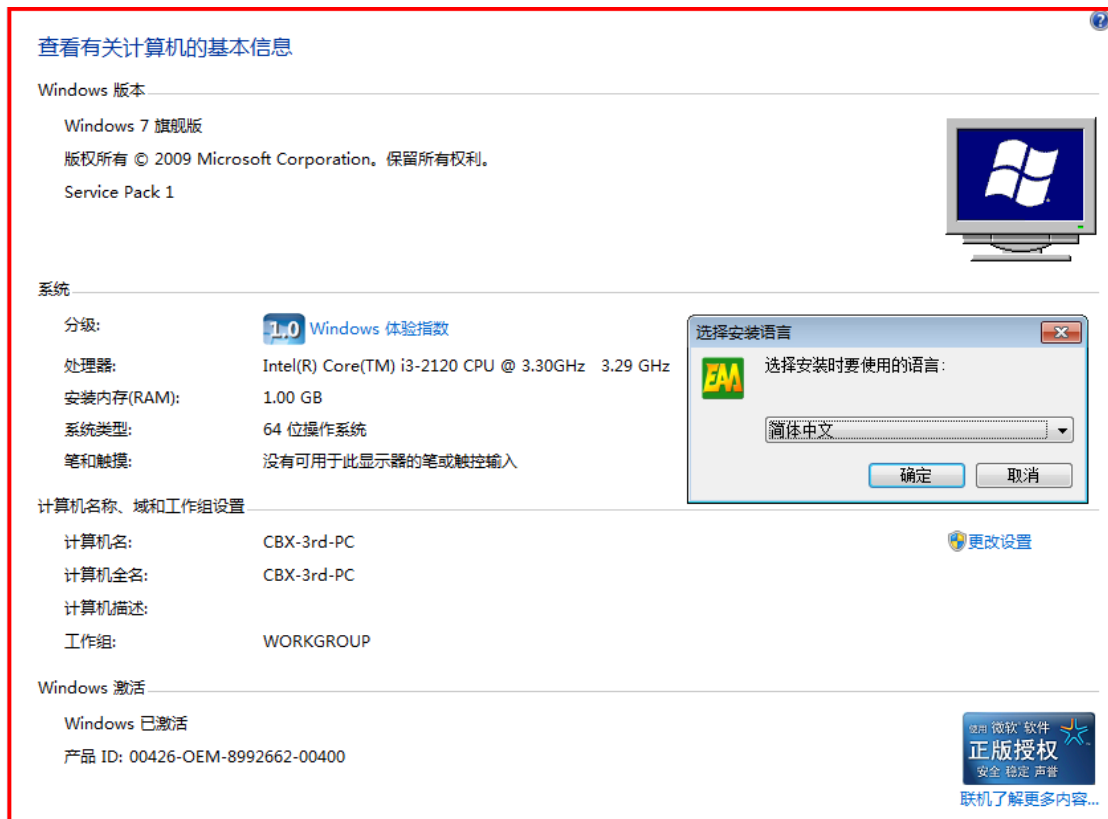 查看有关计算机的基本信息
Windows 版本
Windows 7 旗舰版
版权所有 © 2009 Microsoft Corporation。保留所有权利。
Service Pack 1
系统
分级:
1.0 Windows 体验指数
处理器: Intel(R) Core(TM) i3-2120 CPU @ 3.30GHz 3.29 GHz
安装内存(RAM): 1.00 GB
系统类型: 64 位操作系统
笔和触摸: 没有可用于此显示器的笔或触控输入
选择安装语言
EAM
选择安装时要使用的语言:
简体中文
确定 取消
计算机名称、域和工作组设置
计算机名: CBX-3rd-PC
更改设置
计算机全名: CBX-3rd-PC
计算机描述:
工作组: WORKGROUP
Windows 激活
Windows 已激活
产品 ID: 00426-OEM-8992662-00400
使用 微软 软件
正版授权
安全 稳定 声誉
联机了解更多内容...